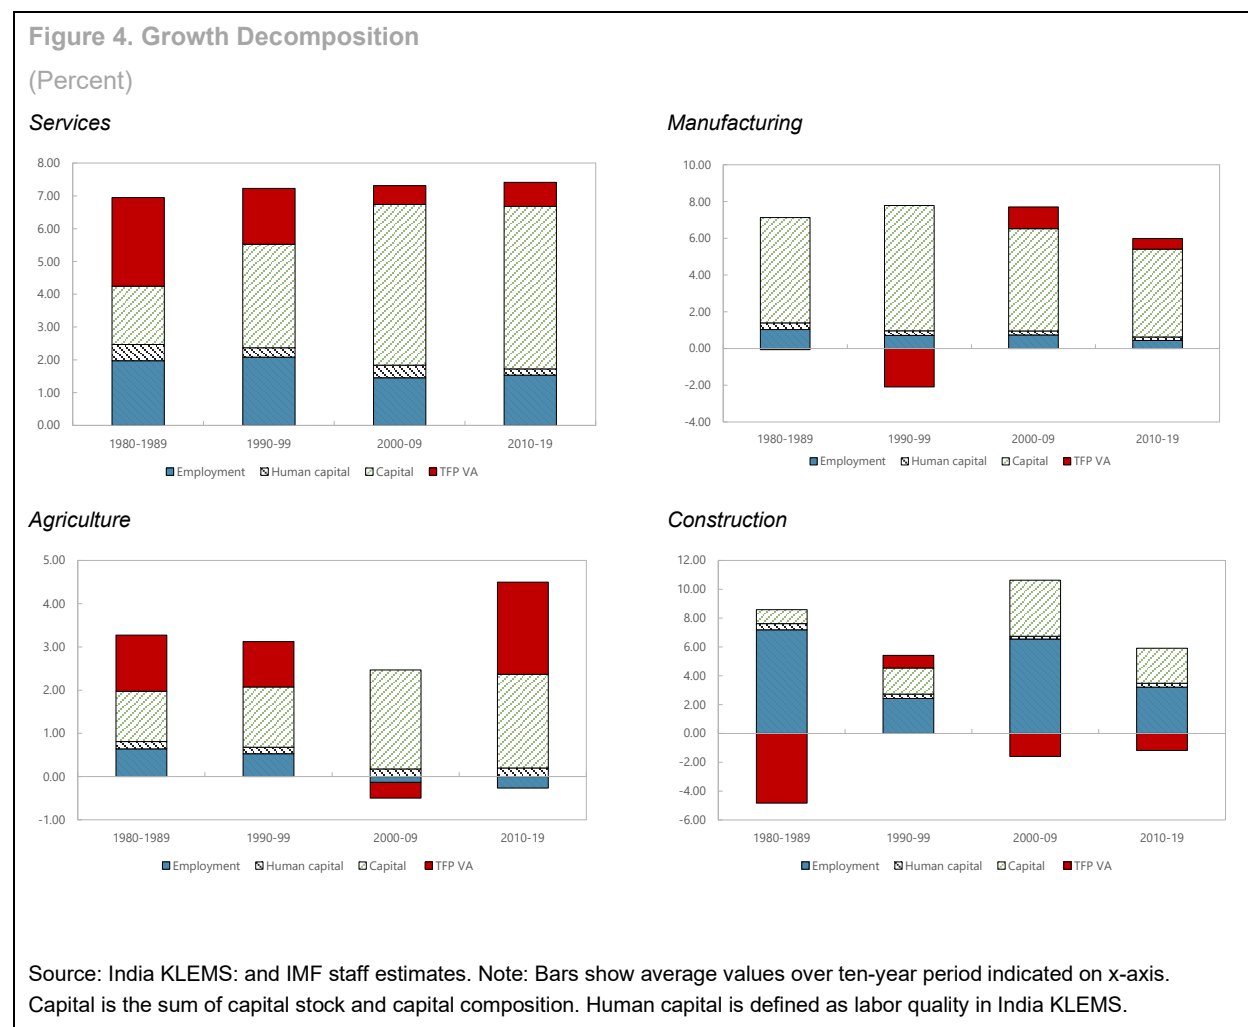 Figure 4. Growth Decomposition
(Percent)
Services
8.00
7.00
6.00
5.00
4.00
3.00
2.00
1.00
0.00
1980-1989 1990-99 2000-09 2010-19
Employment Human capital Capital TFP VA
Manufacturing
10.00
8.00
6.00
4.00
2.00
0.00
-2.00
-4.00
1980-1989 1990-99 2000-09 2010-19
Employment Human capital Capital TFP VA
Agriculture
5.00
4.00
3.00
2.00
1.00
0.00
-1.00
1980-1989 1990-99 2000-09 2010-19
Employment Human capital Capital TFP VA
Construction
12.00
10.00
8.00
6.00
4.00
2.00
0.00
-2.00
-4.00
-6.00
1980-1989 1990-99 2000-09 2010-19
Employment Human capital Capital TFP VA
Source: India KLEMS: and IMF staff estimates. Note: Bars show average values over ten-year period indicated on x-axis.
Capital is the sum of capital stock and capital composition. Human capital is defined as labor quality in India KLEMS.